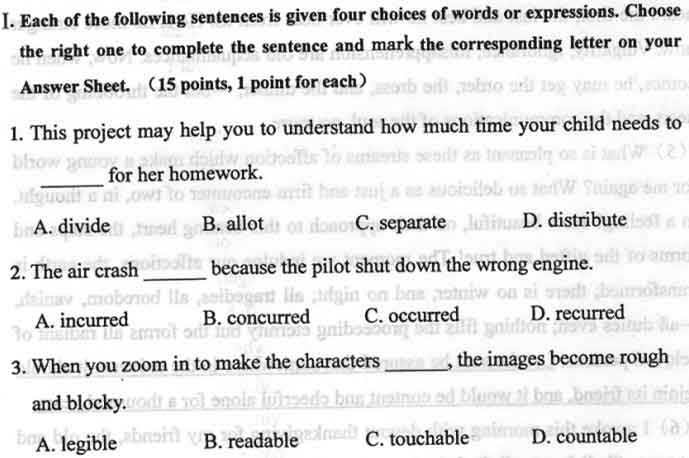 I. Each of the following sentences is given four choices of words or expressions. Choose
the right one to complete the sentence and mark the corresponding letter on your
Answer Sheet. (15 points, 1 point for each)
1. This project may help you to understand how much time your child needs to
______ for her homework.
A. divide B. allot C. separate D. distribute
2. The air crash ______ because the pilot shut down the wrong engine.
A. incurred B. concurred C. occurred D. recurred
3. When you zoom in to make the characters ______, the images become rough
and blocky.
A. legible B. readable C. touchable D. countable